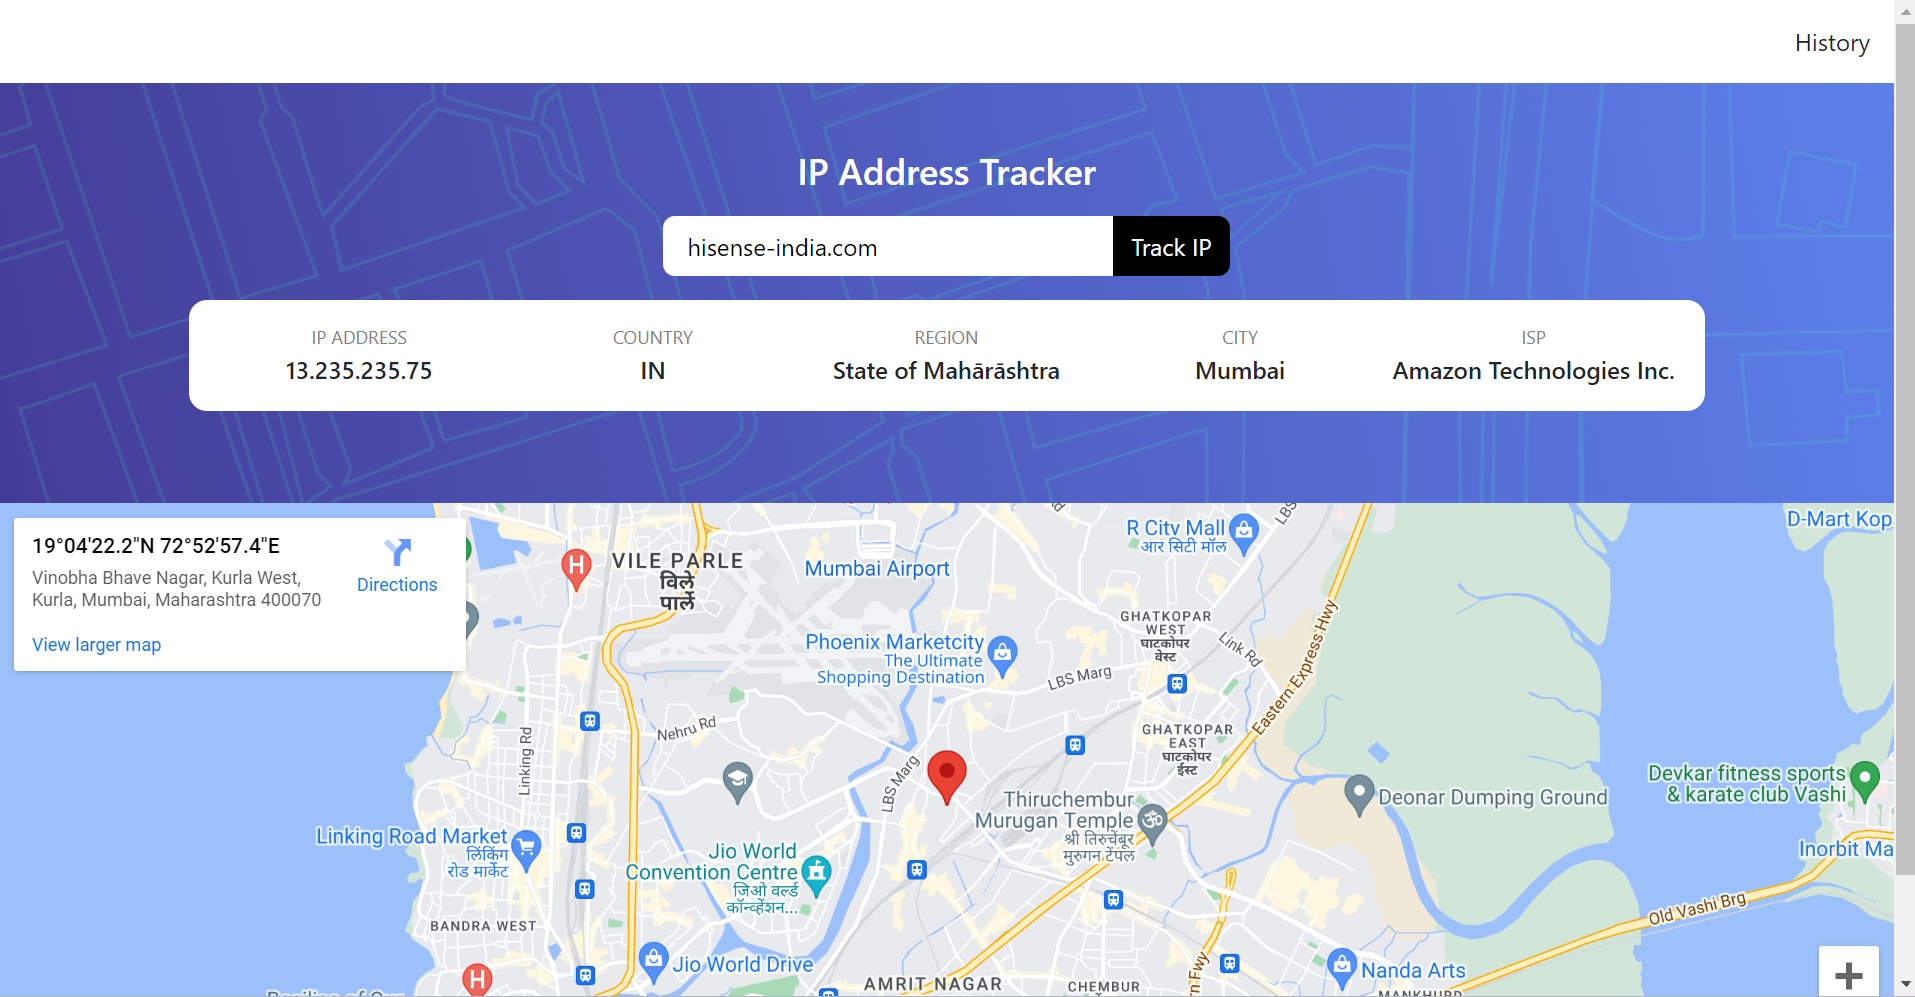 History
IP Address Tracker
hisense-india.com
Track IP
IP ADDRESS
13.235.235.75
COUNTRY
IN
REGION
State of Mahārāshtra
CITY
Mumbai
ISP
Amazon Technologies Inc.
19°04'22.2"N 72°52'57.4"E
Vinobha Bhave Nagar, Kurla West,
Kurla, Mumbai, Maharashtra 400070
Directions
View larger map
VILE PARLE
विले
पार्ले
Mumbai Airport
R City Mall
आर सिटी मॉल
LBS
D-Mart Kop
GHATKOPAR
WEST
घाटकोपर
वेस्ट
Link Rd
Eastern Express Hwy
Phoenix Marketcity
The Ultimate
Shopping Destination
LBS Marg
Nehru Rd
Linking Rd
GHATKOPAR
EAST
घाटकोपर
ईस्ट
LBS Marg
Thiruchembur
Murugan Temple
श्री तिरुचेंबूर
मुरुगन टेंपल
Deonar Dumping Ground
Devkar fitness sports
& karate club Vashi
Inorbit Ma
Linking Road Market
लिंकिंग
रोड मार्केट
Jio World
Convention Centre
जिओ वर्ल्ड
कॉन्व्हेंशन...
BANDRA WEST
Old Vashi Brg
Jio World Drive
Nanda Arts
AMRIT NAGAR
CHEMBUR
MANKHURD
n Fwy